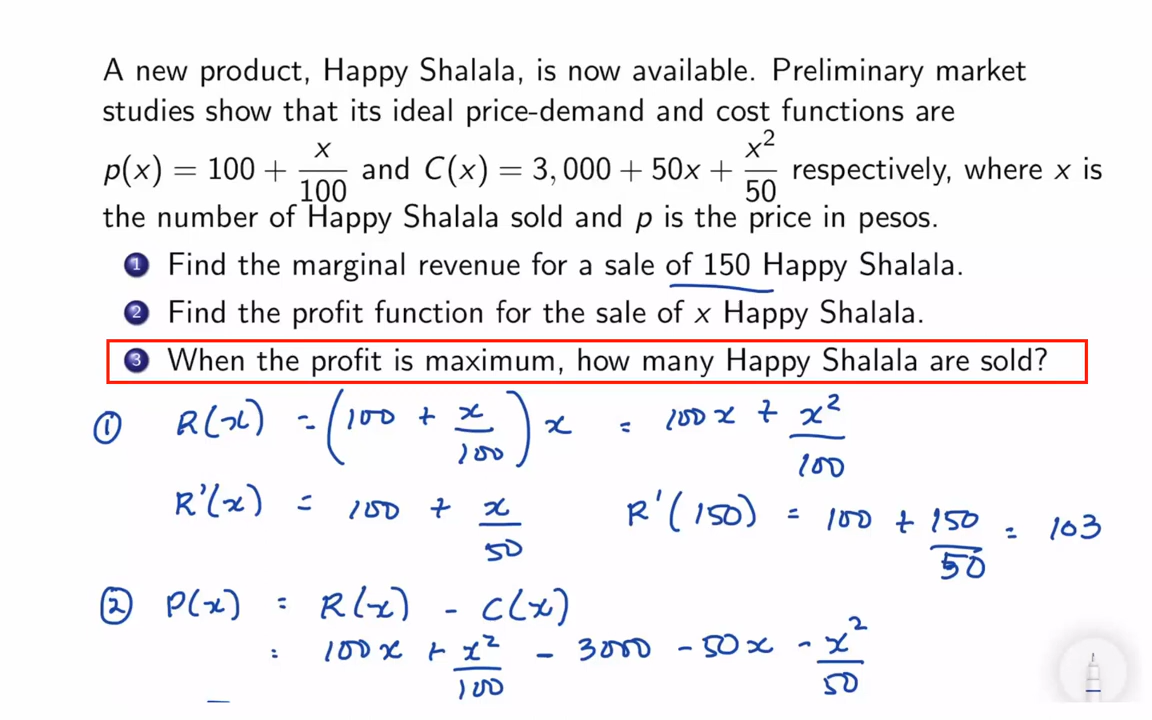 A new product, Happy Shalala, is now available. Preliminary market
studies show that its ideal price-demand and cost functions are
p(x) = 100 + x/100 and C(x) = 3,000 + 50x + x²/50 respectively, where x is
the number of Happy Shalala sold and p is the price in pesos.
1 Find the marginal revenue for a sale of 150 Happy Shalala.
2 Find the profit function for the sale of x Happy Shalala.
3 When the profit is maximum, how many Happy Shalala are sold?
① R(x) = (100 + x/100) x = 100x + x²/100
R'(x) = 100 + x/50 R'(150) = 100 + 150/50 = 103
② P(x) = R(x) - C(x)
= 100x + x²/100 - 3000 - 50x - x²/50